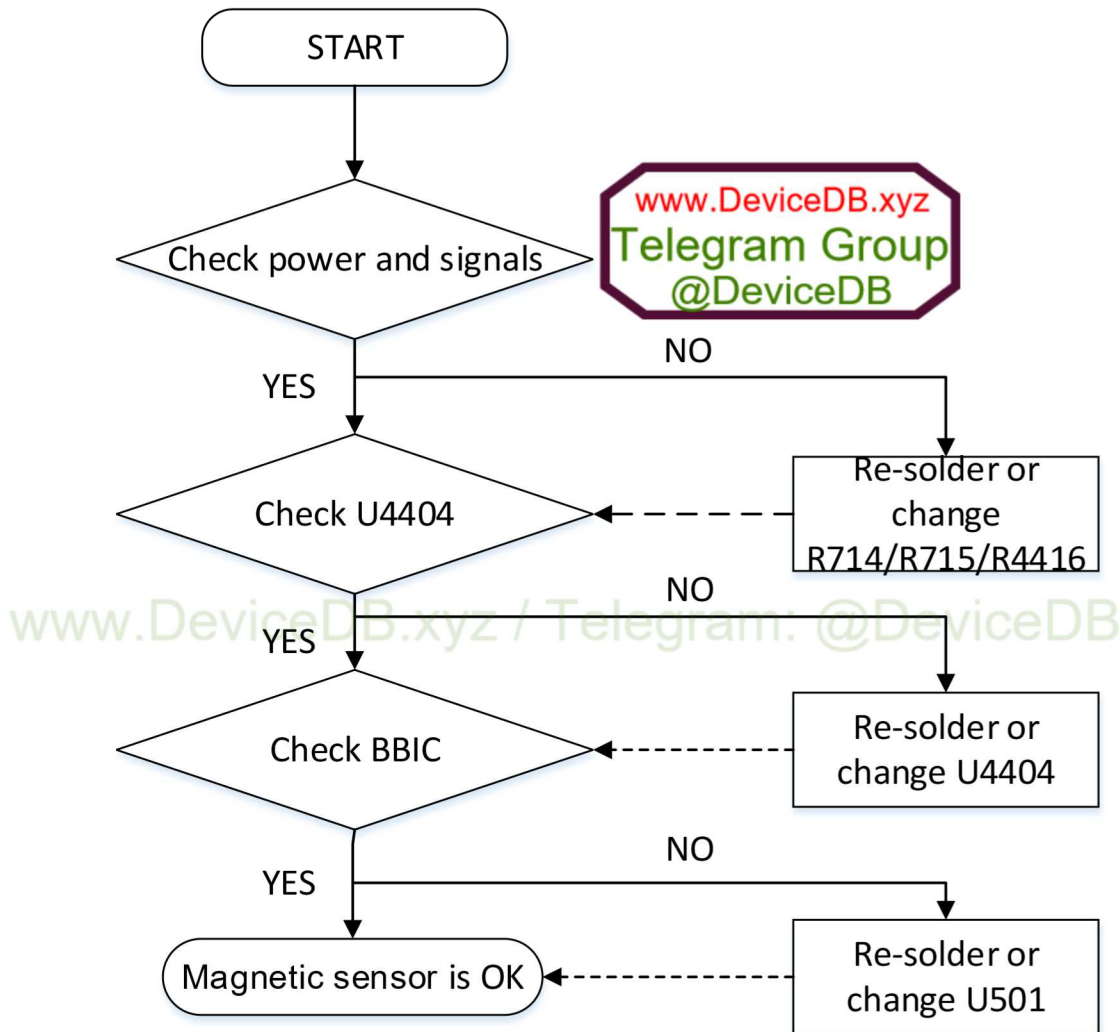 START
www.DeviceDB.xyz
Telegram Group
@DeviceDB
Check power and signals
NO
YES
Re-solder or
change
R714/R715/R4416
Check U4404
NO
www.DeviceDB.xyz / Telegram: @DeviceDB
YES
Re-solder or
change U4404
Check BBIC
NO
YES
Re-solder or
change U501
Magnetic sensor is OK